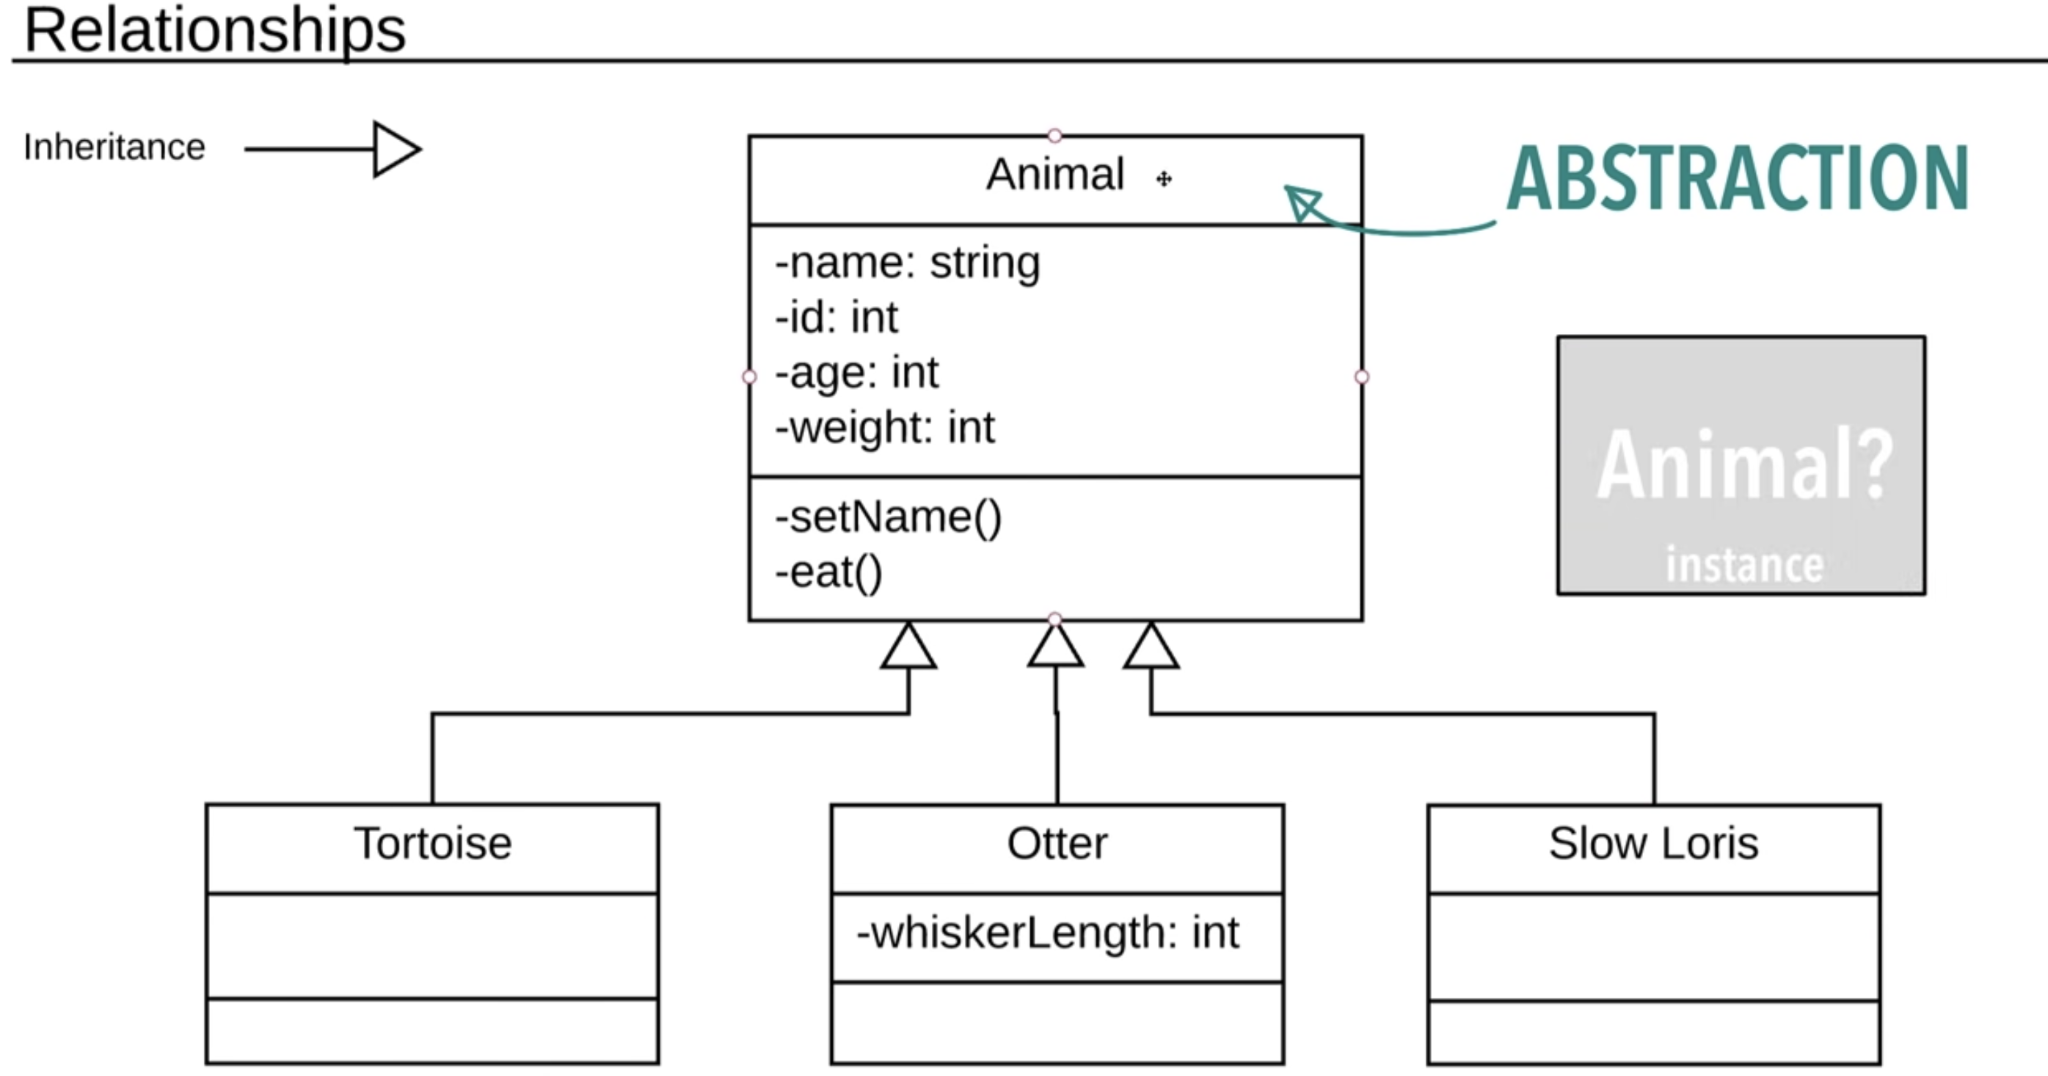 Relationships
Inheritance
Animal
ABSTRACTION
-name: string
-id: int
-age: int
-weight: int
-setName()
-eat()
Animal?
instance
Tortoise
Otter
-whiskerLength: int
Slow Loris